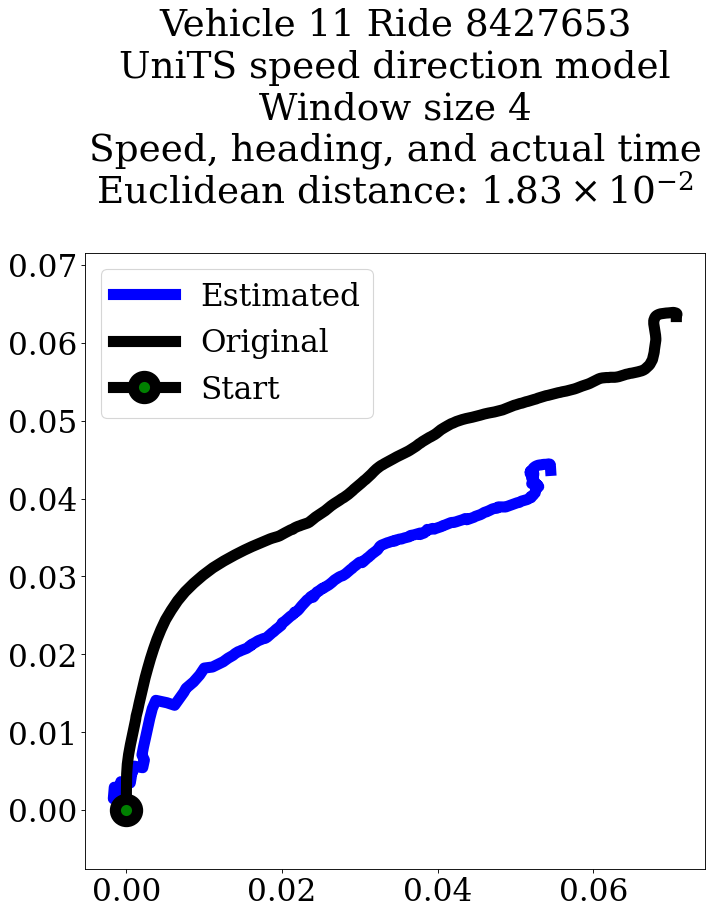 Vehicle 11 Ride 8427653
UniTS speed direction model
Window size 4
Speed, heading, and actual time
Euclidean distance: 1.83 × 10⁻²
0.07
0.06
0.05
0.04
0.03
0.02
0.01
0.00
Estimated
Original
Start
0.00 0.02 0.04 0.06